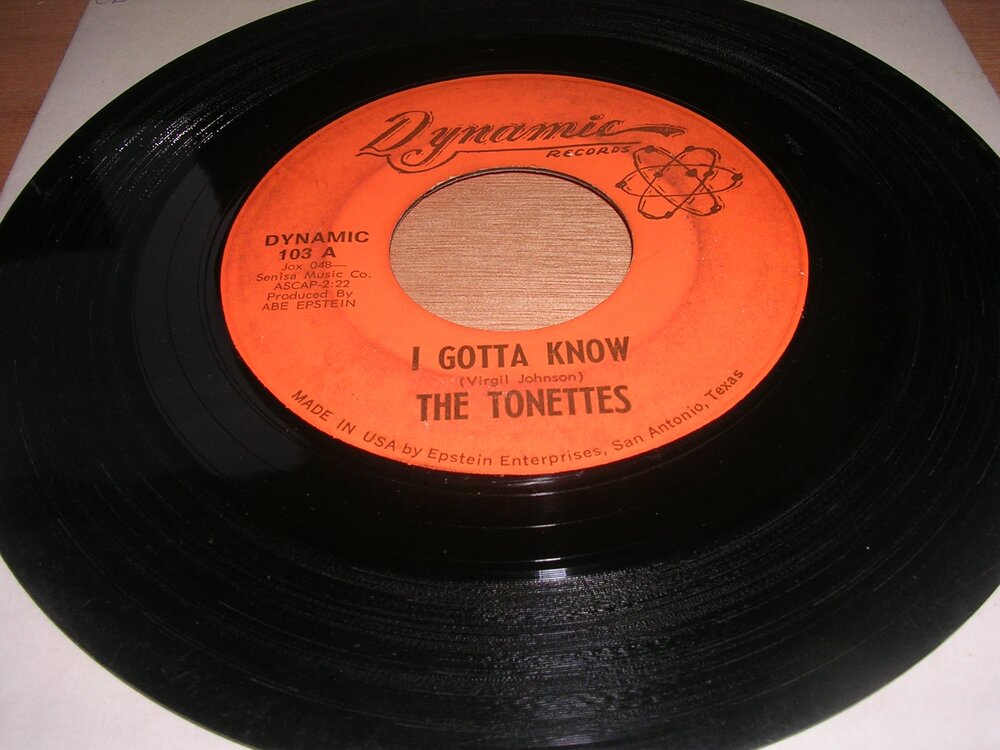 Dynamic
RECORDS
DYNAMIC
103 A
Jox 048—
Senisa Music Co.
ASCAP-2:22
Produced By
ABE EPSTEIN
I GOTTA KNOW
(Virgil Johnson)
THE TONETTES
MADE IN USA by Epstein Enterprises, San Antonio, Texas